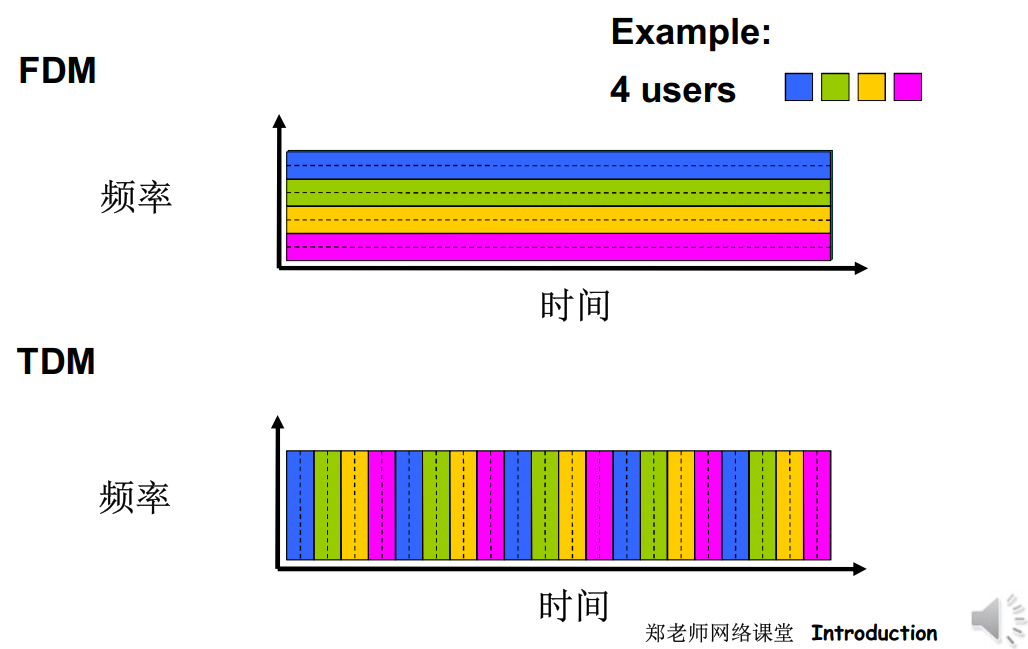 Example:
FDM
4 users
频率
时间
TDM
频率
时间
郑老师网络课堂 Introduction